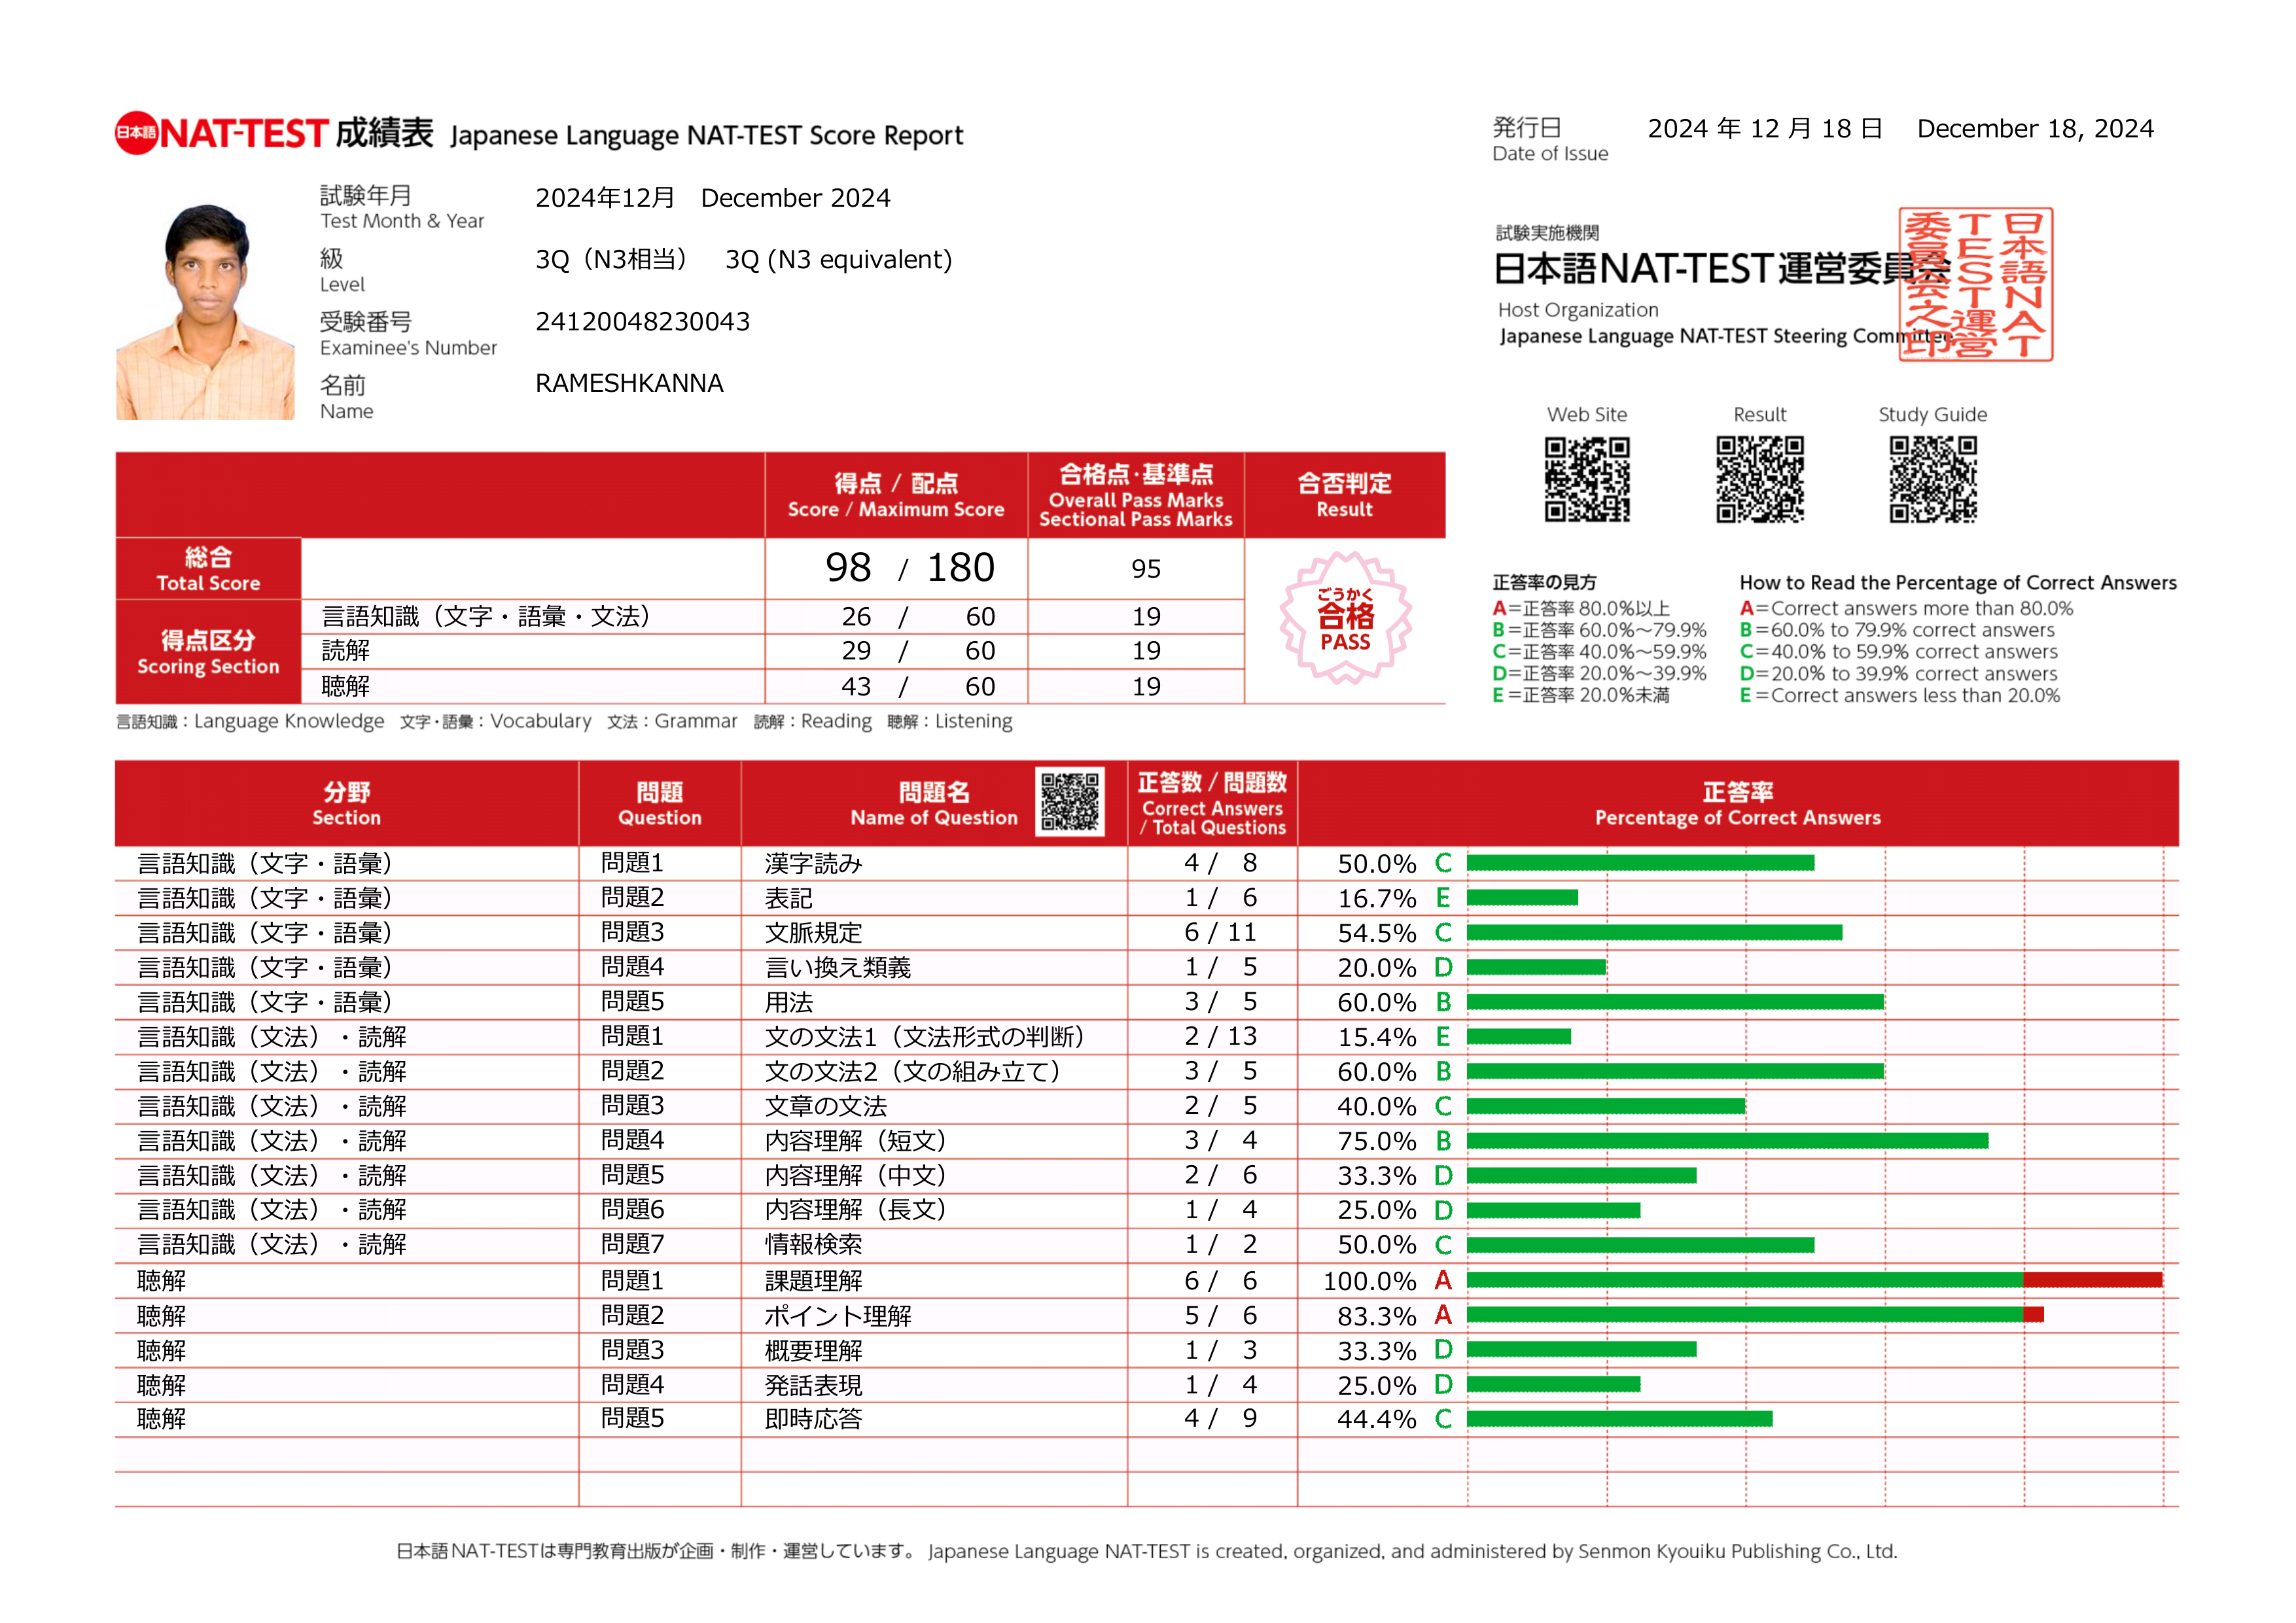 日本語 NAT-TEST 成績表 Japanese Language NAT-TEST Score Report
発行日 2024 年 12 月 18 日 December 18, 2024
Date of Issue
試験年月 2024年12月 December 2024
Test Month & Year
級 3Q（N3相当） 3Q (N3 equivalent)
Level
受験番号 24120048230043
Examinee's Number
名前 RAMESHKANNA
Name
試験実施機関
日本語NAT-TEST運営委員会
Host Organization
Japanese Language NAT-TEST Steering Committee
日本語NAT
TEST運営
委員会之印
Web Site Result Study Guide
得点 / 配点 合格点・基準点 合否判定
Score / Maximum Score Overall Pass Marks Result
Sectional Pass Marks
総合 98 / 180 95
Total Score
得点区分
Scoring Section
言語知識（文字・語彙・文法） 26 / 60 19
読解 29 / 60 19
聴解 43 / 60 19
ごうかく
合格
PASS
言語知識：Language Knowledge 文字・語彙：Vocabulary 文法：Grammar 読解：Reading 聴解：Listening
正答率の見方 How to Read the Percentage of Correct Answers
A=正答率 80.0%以上 A=Correct answers more than 80.0%
B=正答率 60.0%～79.9% B=60.0% to 79.9% correct answers
C=正答率 40.0%～59.9% C=40.0% to 59.9% correct answers
D=正答率 20.0%～39.9% D=20.0% to 39.9% correct answers
E=正答率 20.0%未満 E=Correct answers less than 20.0%
分野 問題 問題名 正答数 / 問題数 正答率
Section Question Name of Question Correct Answers / Total Questions Percentage of Correct Answers
言語知識（文字・語彙） 問題1 漢字読み 4 / 8 50.0% C
言語知識（文字・語彙） 問題2 表記 1 / 6 16.7% E
言語知識（文字・語彙） 問題3 文脈規定 6 / 11 54.5% C
言語知識（文字・語彙） 問題4 言い換え類義 1 / 5 20.0% D
言語知識（文字・語彙） 問題5 用法 3 / 5 60.0% B
言語知識（文法）・読解 問題1 文の文法1（文法形式の判断） 2 / 13 15.4% E
言語知識（文法）・読解 問題2 文の文法2（文の組み立て） 3 / 5 60.0% B
言語知識（文法）・読解 問題3 文章の文法 2 / 5 40.0% C
言語知識（文法）・読解 問題4 内容理解（短文） 3 / 4 75.0% B
言語知識（文法）・読解 問題5 内容理解（中文） 2 / 6 33.3% D
言語知識（文法）・読解 問題6 内容理解（長文） 1 / 4 25.0% D
言語知識（文法）・読解 問題7 情報検索 1 / 2 50.0% C
聴解 問題1 課題理解 6 / 6 100.0% A
聴解 問題2 ポイント理解 5 / 6 83.3% A
聴解 問題3 概要理解 1 / 3 33.3% D
聴解 問題4 発話表現 1 / 4 25.0% D
聴解 問題5 即時応答 4 / 9 44.4% C
日本語NAT-TESTは専門教育出版が企画・制作・運営しています。 Japanese Language NAT-TEST is created, organized, and administered by Senmon Kyouiku Publishing Co., Ltd.